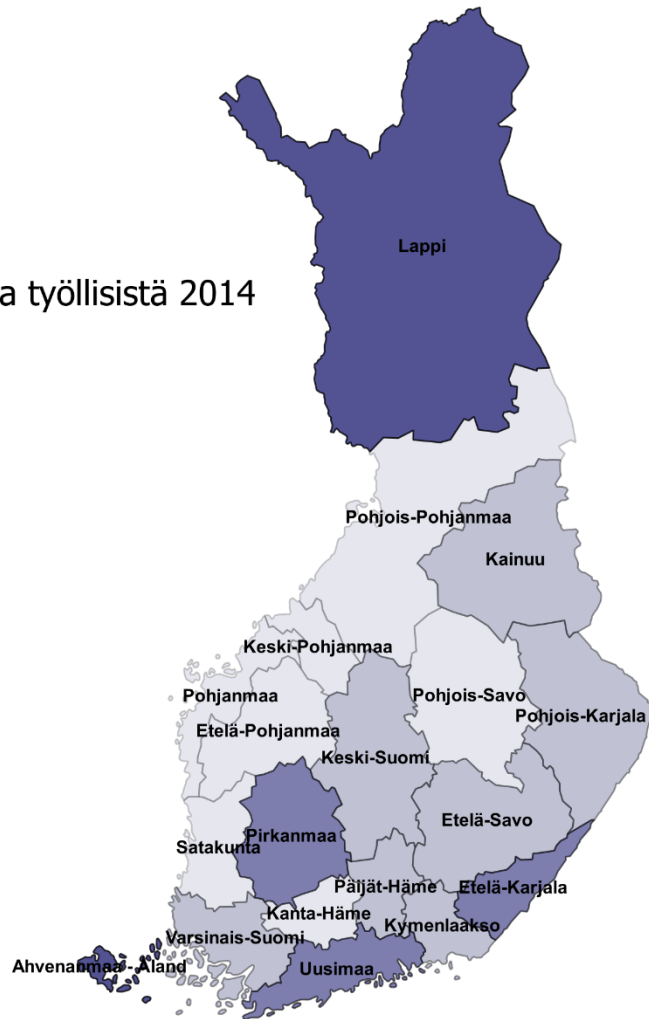 Lappi
a työllisistä 2014
Pohjois-Pohjanmaa
Kainuu
Keski-Pohjanmaa
Pohjanmaa
Pohjois-Savo
Pohjois-Karjala
Etelä-Pohjanmaa
Keski-Suomi
Etelä-Savo
Pirkanmaa
Satakunta
Päijät-Häme
Etelä-Karjala
Kanta-Häme
Kymenlaakso
Varsinais-Suomi
Ahvenanmaa - Åland
Uusimaa